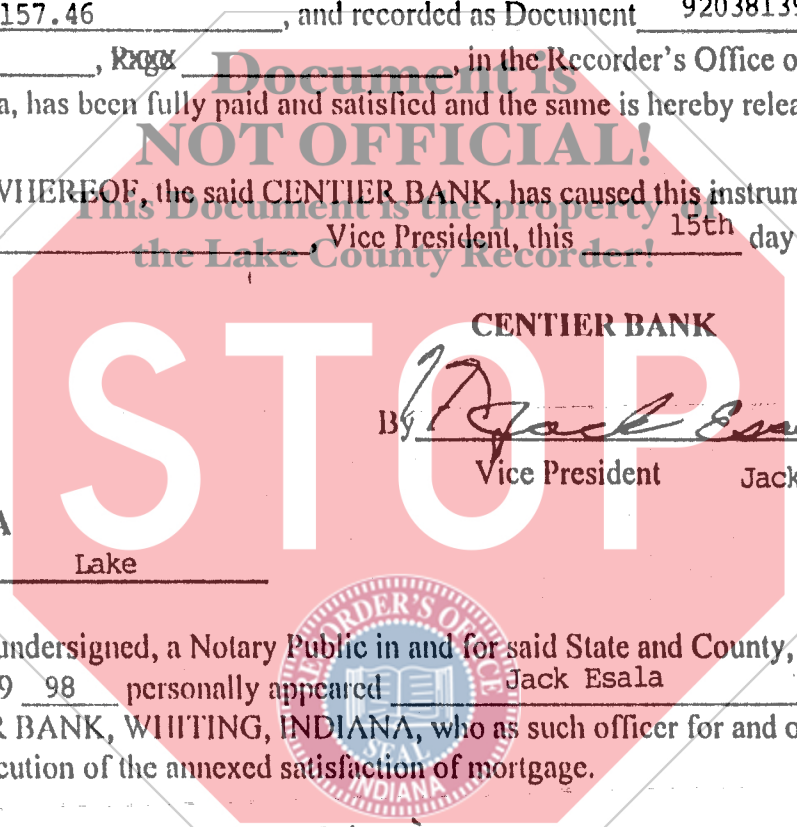 157.46 , and recorded as Document 92038139
, Rxgx , in the Recorder's Office o
Document is
a, has been fully paid and satisfied and the same is hereby relea
NOT OFFICIAL!
WHEREOF, the said CENTIER BANK, has caused this instrum
This Document is the property of
, Vice President, this 15th day
the Lake County Recorder!
CENTIER BANK
STOP
By Jack Esa
Vice President Jack
A
Lake
RECORDER'S OFFICE
undersigned, a Notary Public in and for said State and County,
9 98 personally appeared Jack Esala
R BANK, WHITING, INDIANA, who as such officer for and o
SEAL
cution of the annexed satisfaction of mortgage.
INDIANA